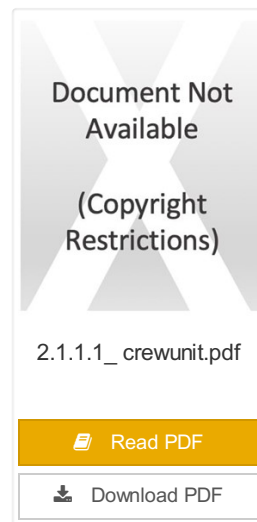 Document Not
Available
(Copyright
Restrictions)
2.1.1.1_ crewunit.pdf
Read PDF
Download PDF